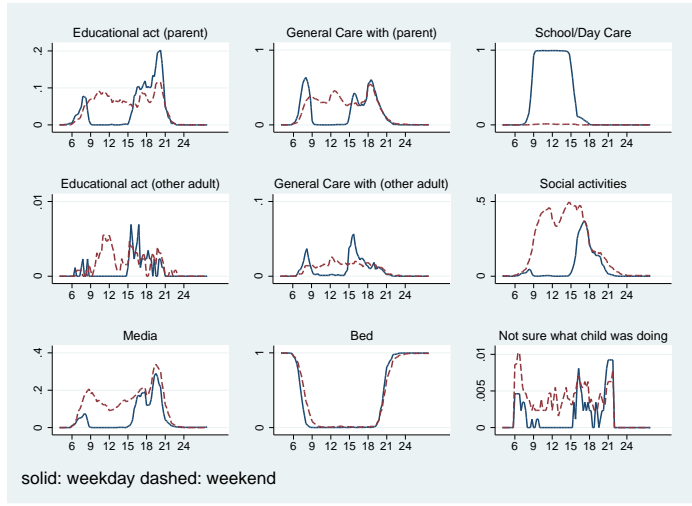 Educational act (parent)
General Care with (parent)
School/Day Care
0 .1 .2
6 9 12 15 18 21 24
0 1
6 9 12 15 18 21 24
0 1
6 9 12 15 18 21 24
Educational act (other adult)
General Care with (other adult)
Social activities
0 .01
6 9 12 15 18 21 24
0 .1
6 9 12 15 18 21 24
0 .5
6 9 12 15 18 21 24
Media
Bed
Not sure what child was doing
0 .2 .4
6 9 12 15 18 21 24
0 1
6 9 12 15 18 21 24
0 .005 .01
6 9 12 15 18 21 24
solid: weekday dashed: weekend